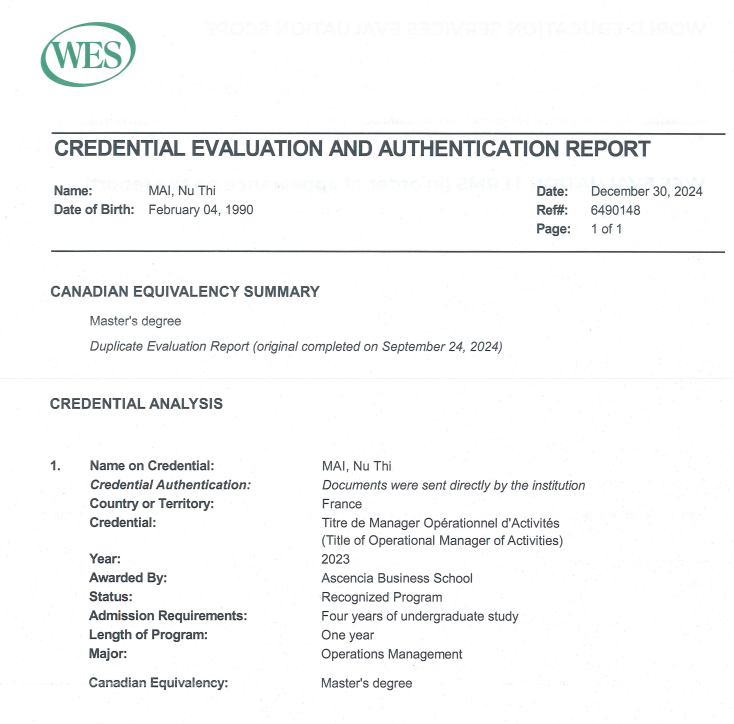 WORLD EDUCATION SERVICES EVALUATION SCOPE
WES
CREDENTIAL EVALUATION AND AUTHENTICATION REPORT
Name: MAI, Nu Thi
Date: December 30, 2024
Date of Birth: February 04, 1990
Ref#: 6490148
Page: 1 of 1
CANADIAN EQUIVALENCY SUMMARY
Master's degree
Duplicate Evaluation Report (original completed on September 24, 2024)
CREDENTIAL ANALYSIS
1. Name on Credential: MAI, Nu Thi
Credential Authentication: Documents were sent directly by the institution
Country or Territory: France
Credential: Titre de Manager Opérationnel d'Activités
(Title of Operational Manager of Activities)
Year: 2023
Awarded By: Ascencia Business School
Status: Recognized Program
Admission Requirements: Four years of undergraduate study
Length of Program: One year
Major: Operations Management
Canadian Equivalency: Master's degree